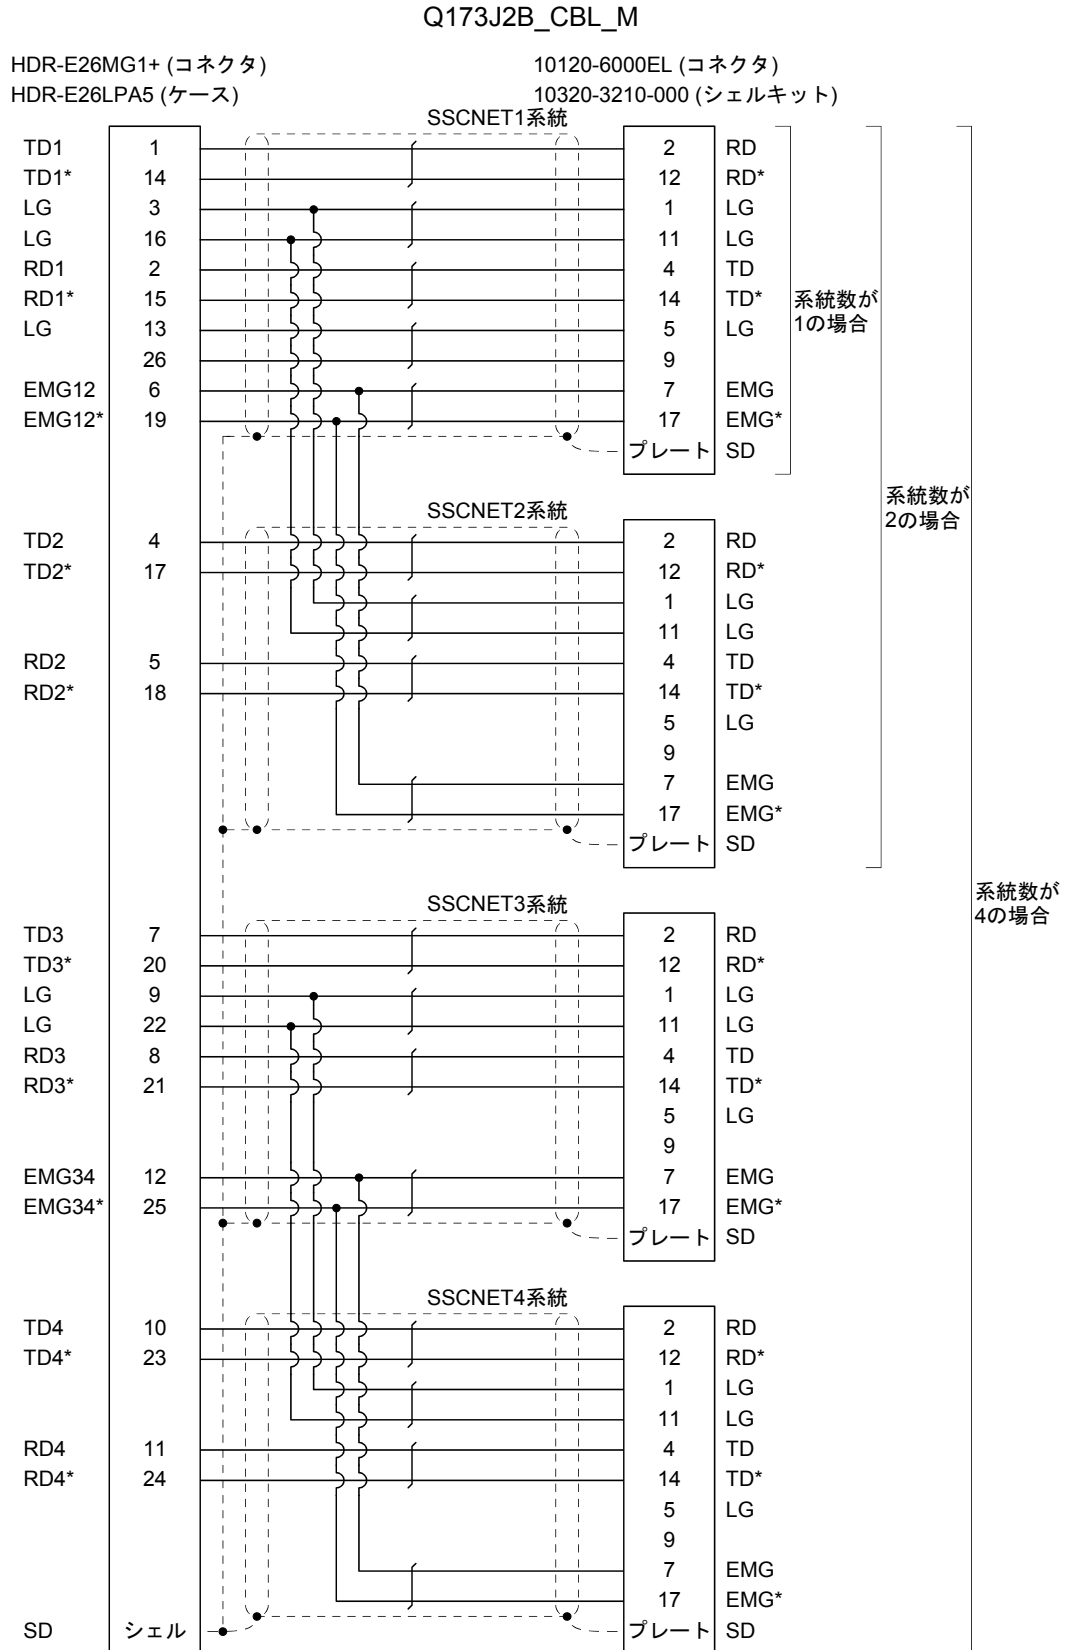 Q173J2B_CBL_M
HDR-E26MG1+ (コネクタ) 10120-6000EL (コネクタ)
HDR-E26LPA5 (ケース) 10320-3210-000 (シェルキット)
SSCNET1系統
TD1 1 2 RD
TD1* 14 12 RD*
LG 3 1 LG
LG 16 11 LG
RD1 2 4 TD
RD1* 15 14 TD* 系統数が
LG 13 5 LG 1の場合
26 9
EMG12 6 7 EMG
EMG12* 19 17 EMG*
プレート SD
系統数が
2の場合
SSCNET2系統
TD2 4 2 RD
TD2* 17 12 RD*
1 LG
11 LG
RD2 5 4 TD
RD2* 18 14 TD*
5 LG
9
7 EMG
17 EMG*
プレート SD
系統数が
4の場合
SSCNET3系統
TD3 7 2 RD
TD3* 20 12 RD*
LG 9 1 LG
LG 22 11 LG
RD3 8 4 TD
RD3* 21 14 TD*
5 LG
9
EMG34 12 7 EMG
EMG34* 25 17 EMG*
プレート SD
SSCNET4系統
TD4 10 2 RD
TD4* 23 12 RD*
1 LG
11 LG
RD4 11 4 TD
RD4* 24 14 TD*
5 LG
9
7 EMG
17 EMG*
SD シェル プレート SD